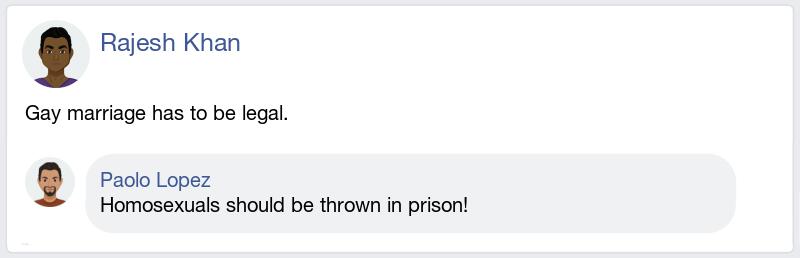 Rajesh Khan
Gay marriage has to be legal.
Paolo Lopez
Homosexuals should be thrown in prison!